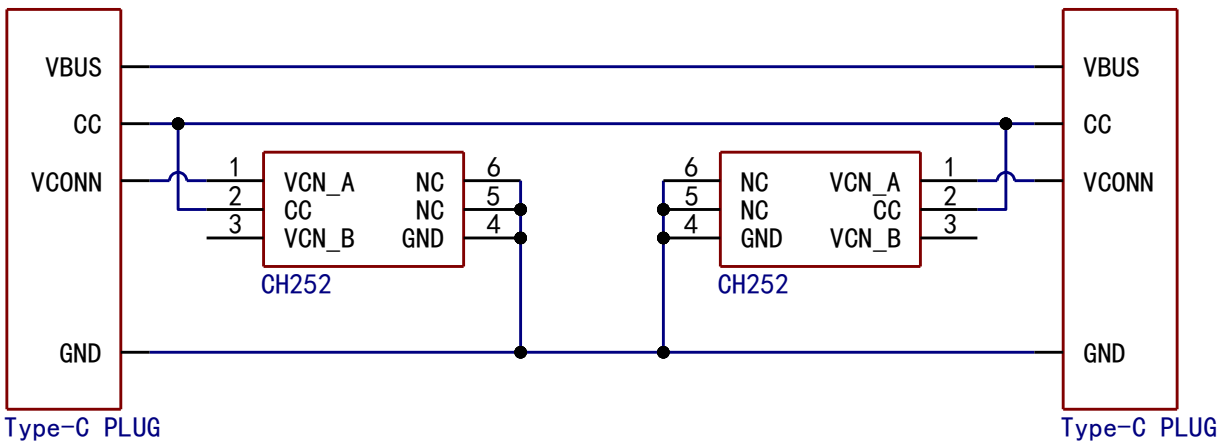 VBUS VBUS
CC CC
VCONN 1 VCN_A NC 6 6 NC VCN_A 1 VCONN
2 CC NC 5 5 NC CC 2
3 VCN_B GND 4 4 GND VCN_B 3
CH252 CH252
GND GND
Type-C PLUG Type-C PLUG